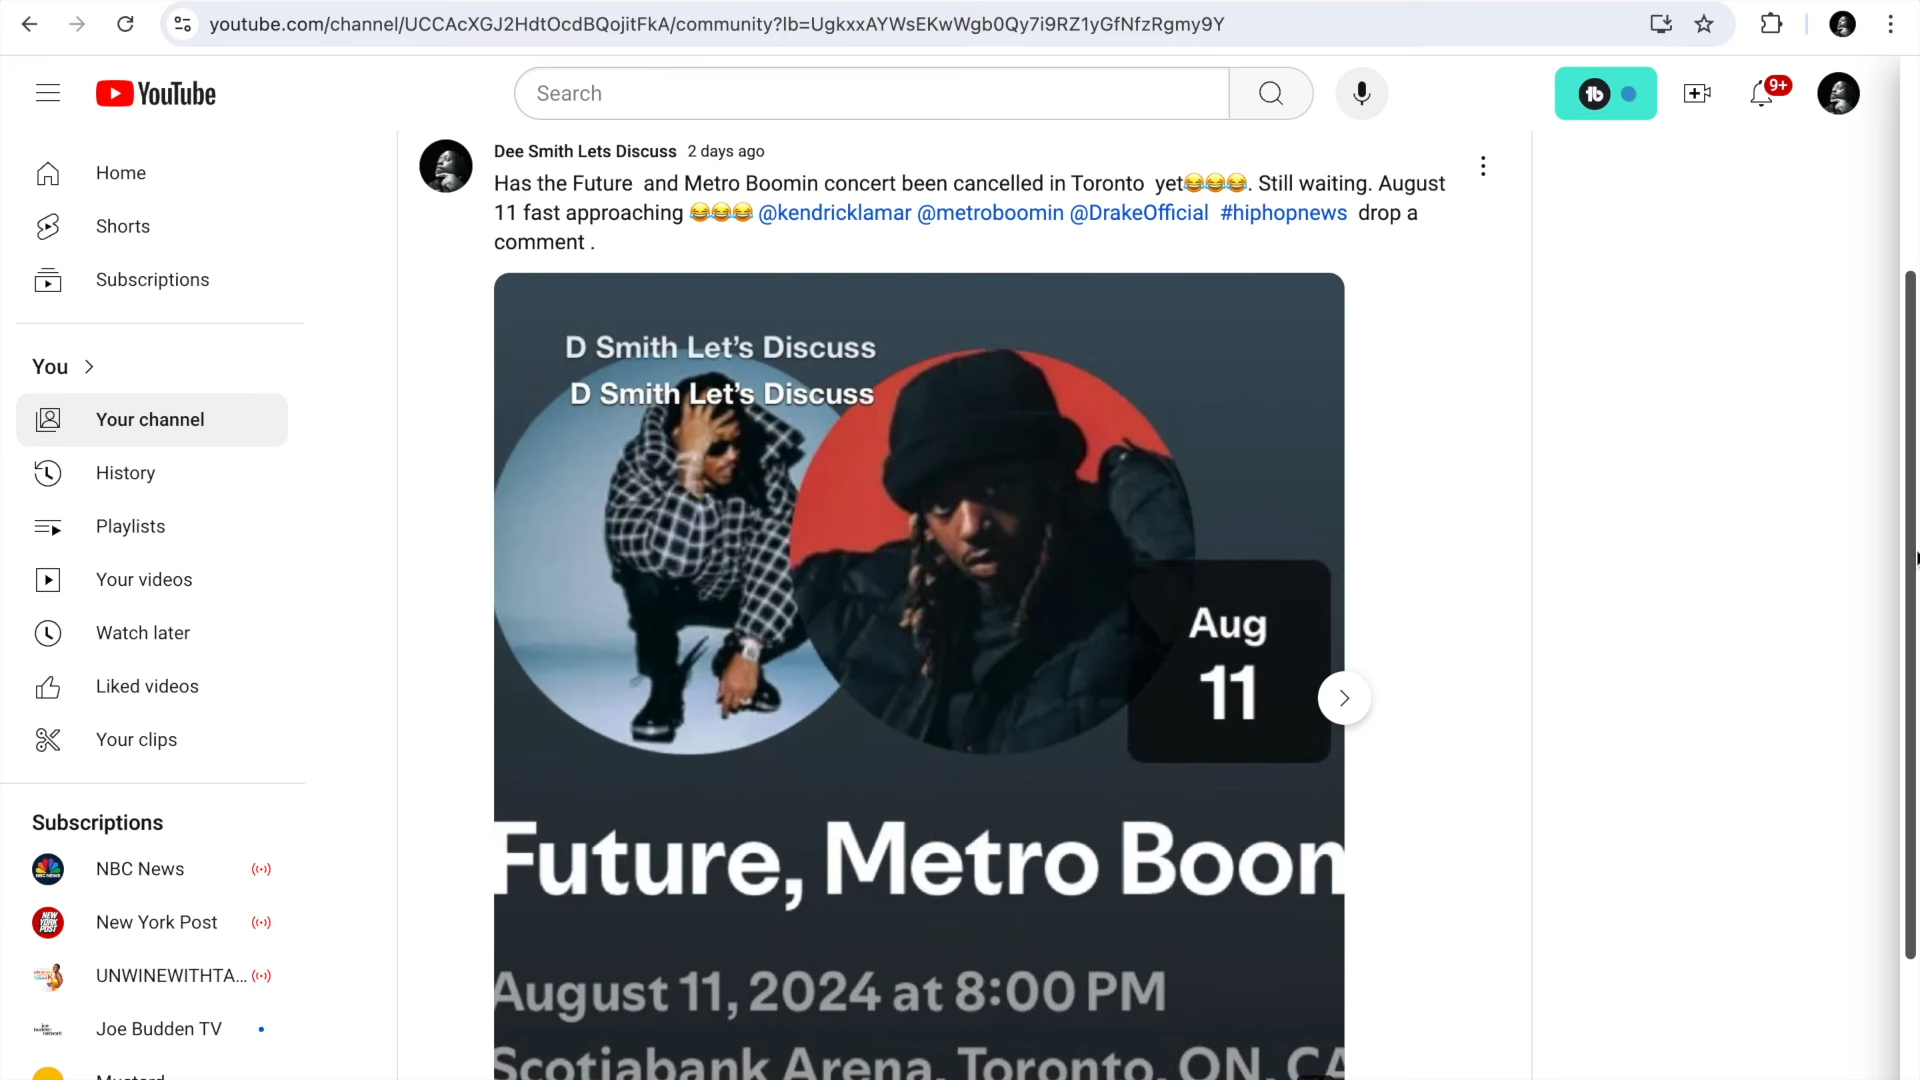 youtube.com/channel/UCCAcXGJ2HdtOcdBQojitFkA/community?lb=UgkxxAYWsEKwWgb0Qy7i9RZ1yGfNfzRgmy9Y
YouTube
Search
9+
Home
Shorts
Subscriptions
You
Your channel
History
Playlists
Your videos
Watch later
Liked videos
Your clips
Subscriptions
NBC News
New York Post
UNWINEWITHTA...
Joe Budden TV
Mustard
Dee Smith Lets Discuss 2 days ago
Has the Future and Metro Boomin concert been cancelled in Toronto yet😂😂😂. Still waiting. August
11 fast approaching 😂😂😂 @kendricklamar @metroboomin @DrakeOfficial #hiphopnews drop a
comment .
D Smith Let's Discuss
D Smith Let's Discuss
Aug
11
Future, Metro Boom
August 11, 2024 at 8:00 PM
Scotiabank Arena, Toronto, ON, CA